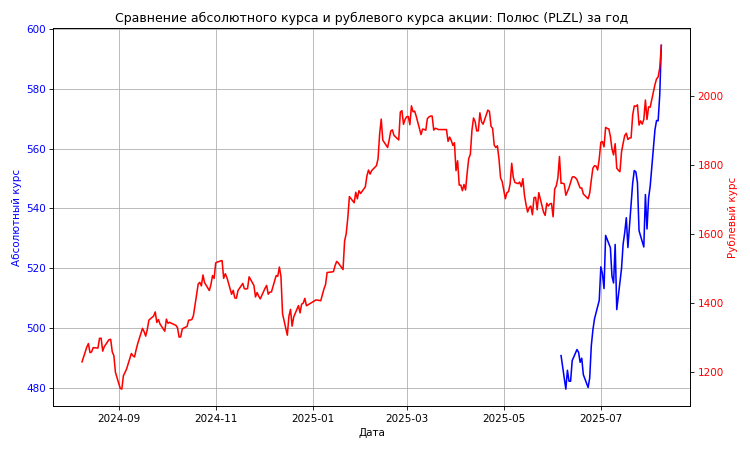 Сравнение абсолютного курса и рублевого курса акции: Полюс (PLZL) за год
600
580
560
540
520
500
480
Абсолютный курс
2000
1800
1600
1400
1200
Рублевый курс
2024-09 2024-11 2025-01 2025-03 2025-05 2025-07
Дата